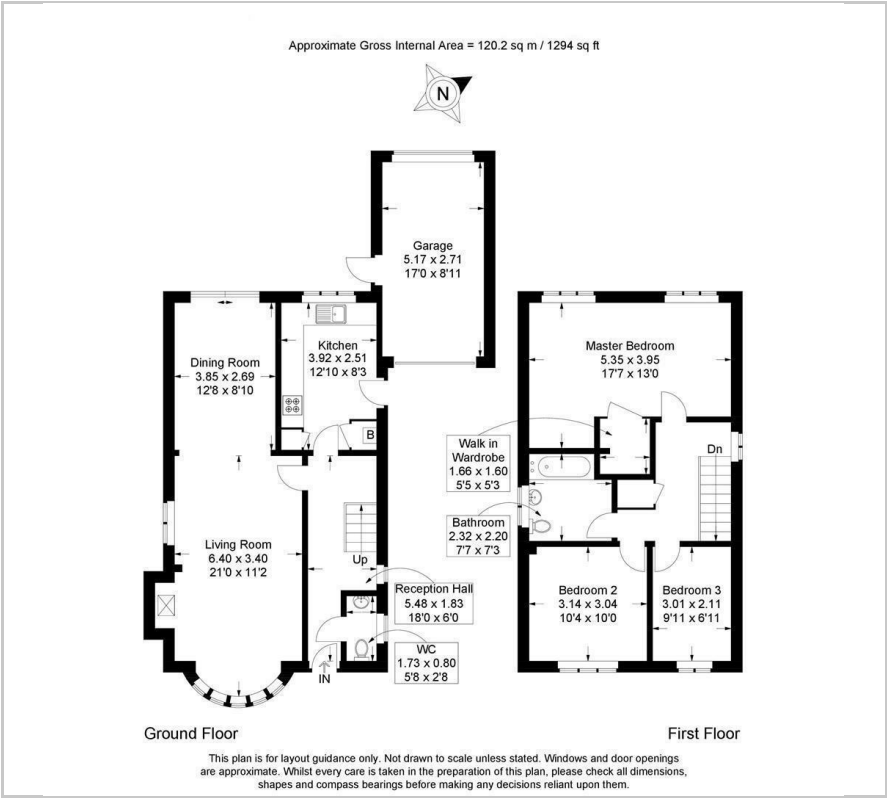 Approximate Gross Internal Area = 120.2 sq m / 1294 sq ft
N
Garage
5.17 x 2.71
17'0 x 8'11
Dining Room
3.85 x 2.69
12'8 x 8'10
Kitchen
3.92 x 2.51
12'10 x 8'3
B
Living Room
6.40 x 3.40
21'0 x 11'2
Up
Reception Hall
5.48 x 1.83
18'0 x 6'0
WC
1.73 x 0.80
5'8 x 2'8
IN
Master Bedroom
5.35 x 3.95
17'7 x 13'0
Walk in
Wardrobe
1.66 x 1.60
5'5 x 5'3
Dn
Bathroom
2.32 x 2.20
7'7 x 7'3
Bedroom 2
3.14 x 3.04
10'4 x 10'0
Bedroom 3
3.01 x 2.11
9'11 x 6'11
Ground Floor
First Floor
This plan is for layout guidance only. Not drawn to scale unless stated. Windows and door openings
are approximate. Whilst every care is taken in the preparation of this plan, please check all dimensions,
shapes and compass bearings before making any decisions reliant upon them.